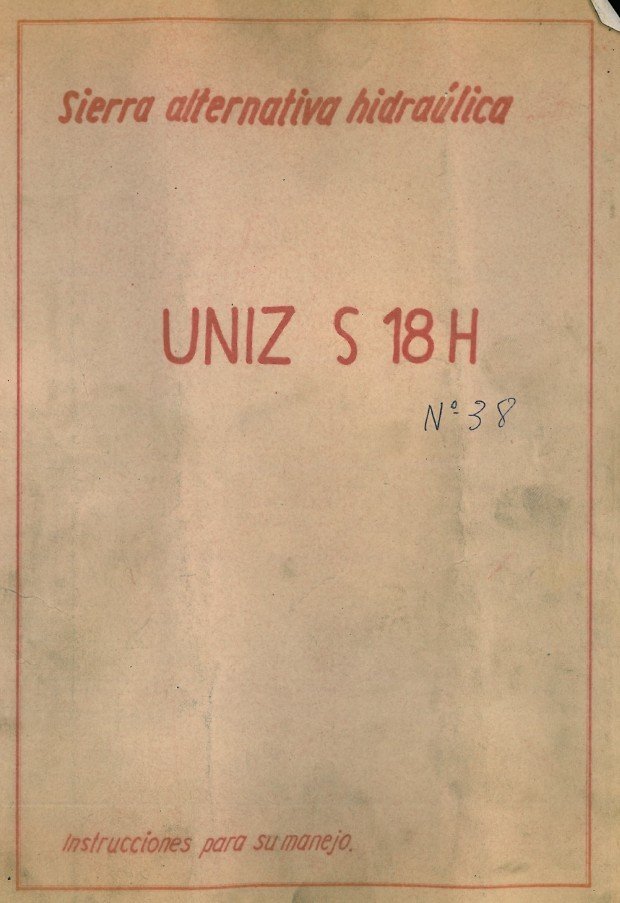 Sierra alternativa hidraúlica
UNIZ S 18 H
Nº 38
Instrucciones para su manejo.